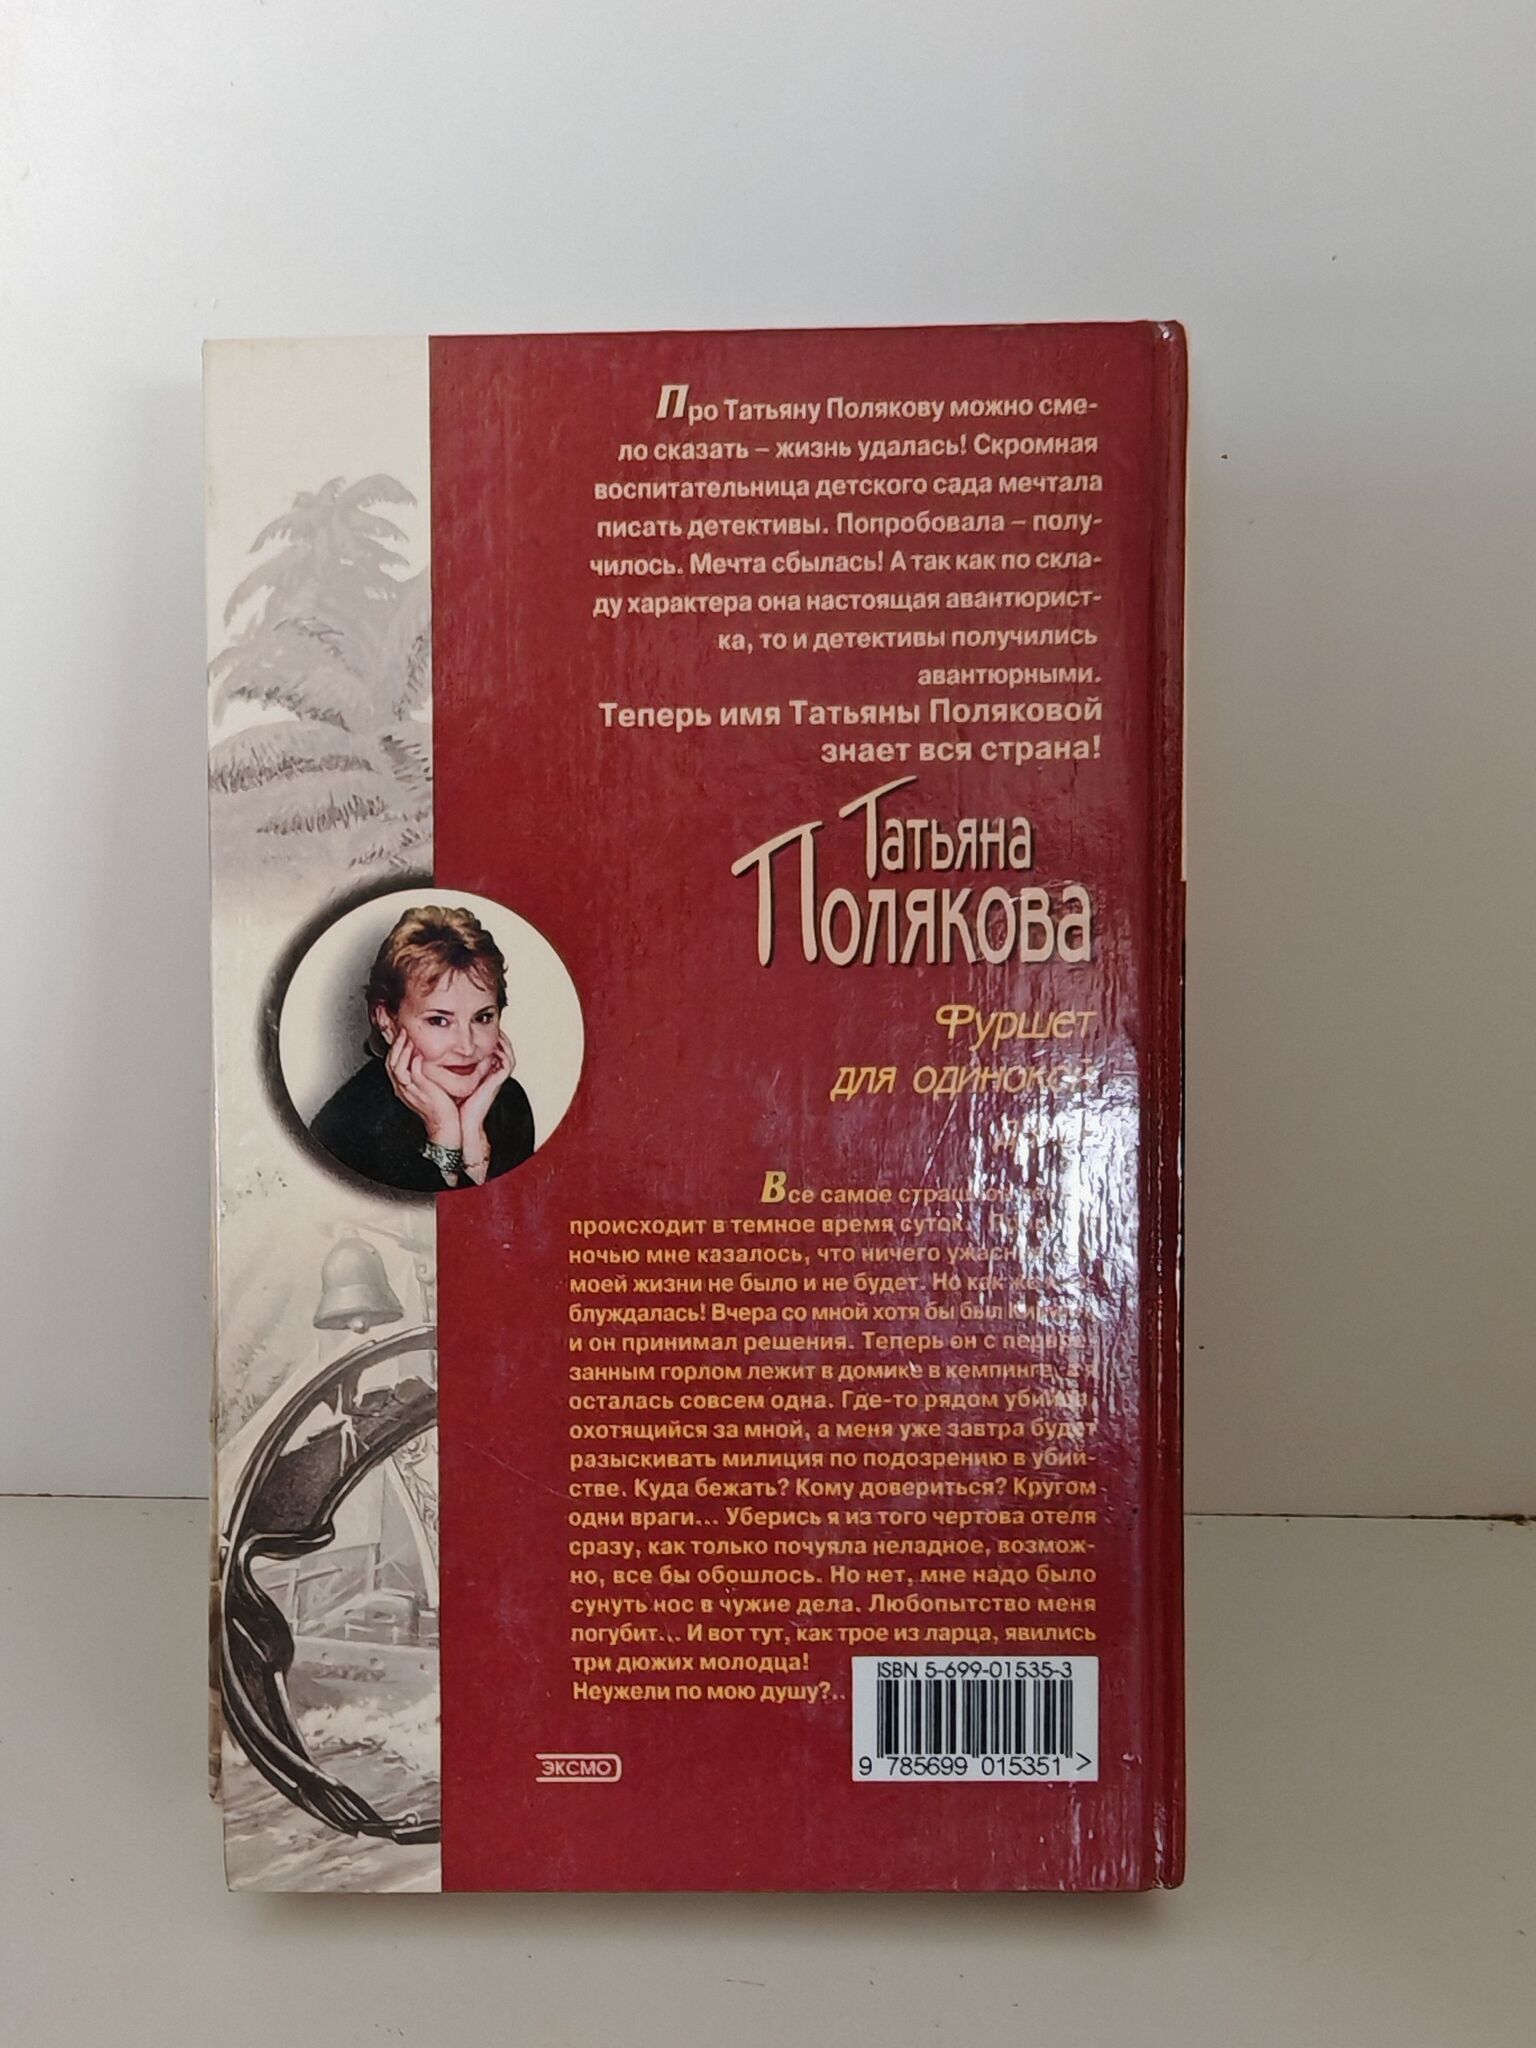 Про Татьяну Полякову можно сме-
ло сказать – жизнь удалась! Скромная
воспитательница детского сада мечтала
писать детективы. Попробовала – полу-
чилось. Мечта сбылась! А так как по скла-
ду характера она настоящая авантюрист-
ка, то и детективы получились
авантюрными.
Теперь имя Татьяны Поляковой
знает вся страна!
Татьяна
Полякова
Фуршет
для одинокой
Все самое
происходит в темное время суток.
ночью мне казалось, что ничего
моей жизни не было и не будет. Но как же
блуждалась! Вчера со мной хотя бы был
и он принимал решения. Теперь он с перере-
занным горлом лежит в домике в кемпинге, а я
осталась совсем одна. Где-то рядом убийца,
охотящийся за мной, а меня уже завтра будет
разыскивать милиция по подозрению в убий-
стве. Куда бежать? Кому довериться? Кругом
одни враги... Уберись я из того чертова отеля
сразу, как только почуяла неладное, возмож-
но, все бы обошлось. Но нет, мне надо было
сунуть нос в чужие дела. Любопытство меня
погубит... И вот тут, как трое из ларца, явились
три дюжих молодца!
Неужели по мою душу?..
ISBN 5-699-01535-3
9 785699 015351 >
ЭКСМО